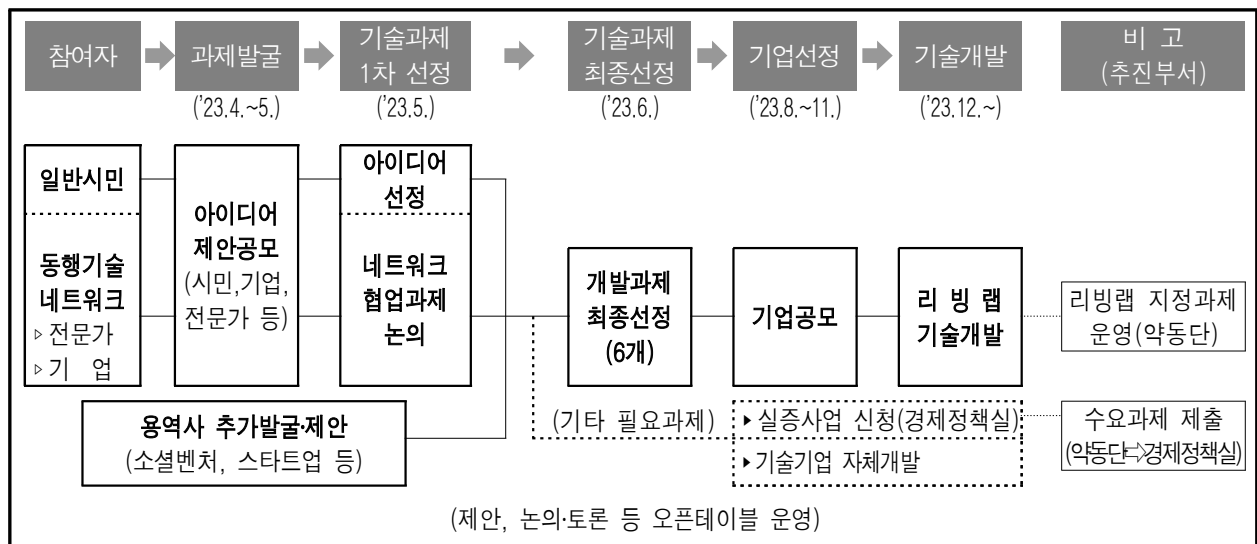 참여자
과제발굴
기술과제
1차 선정
기술과제
최종선정
기업선정
기술개발
비 고
(추진부서)
('23.4.~5.)
('23.5.)
('23.6.)
('23.8.~11.)
('23.12.~)
일반시민
동행기술
네트워크
▹전문가
▹기 업
아이디어
제안공모
(시민,기업,
전문가 등)
아이디어
선정
네트워크
협업과제
논의
개발과제
최종선정
(6개)
기업공모
리 빙 랩
기술개발
리빙랩 지정과제
운영(약동단)
용역사 추가발굴·제안
(소셜벤처, 스타트업 등)
(기타 필요과제)
▸실증사업 신청(경제정책실)
▸기술기업 자체개발
수요과제 제출
(약동단⇨경제정책실)
(제안, 논의·토론 등 오픈테이블 운영)